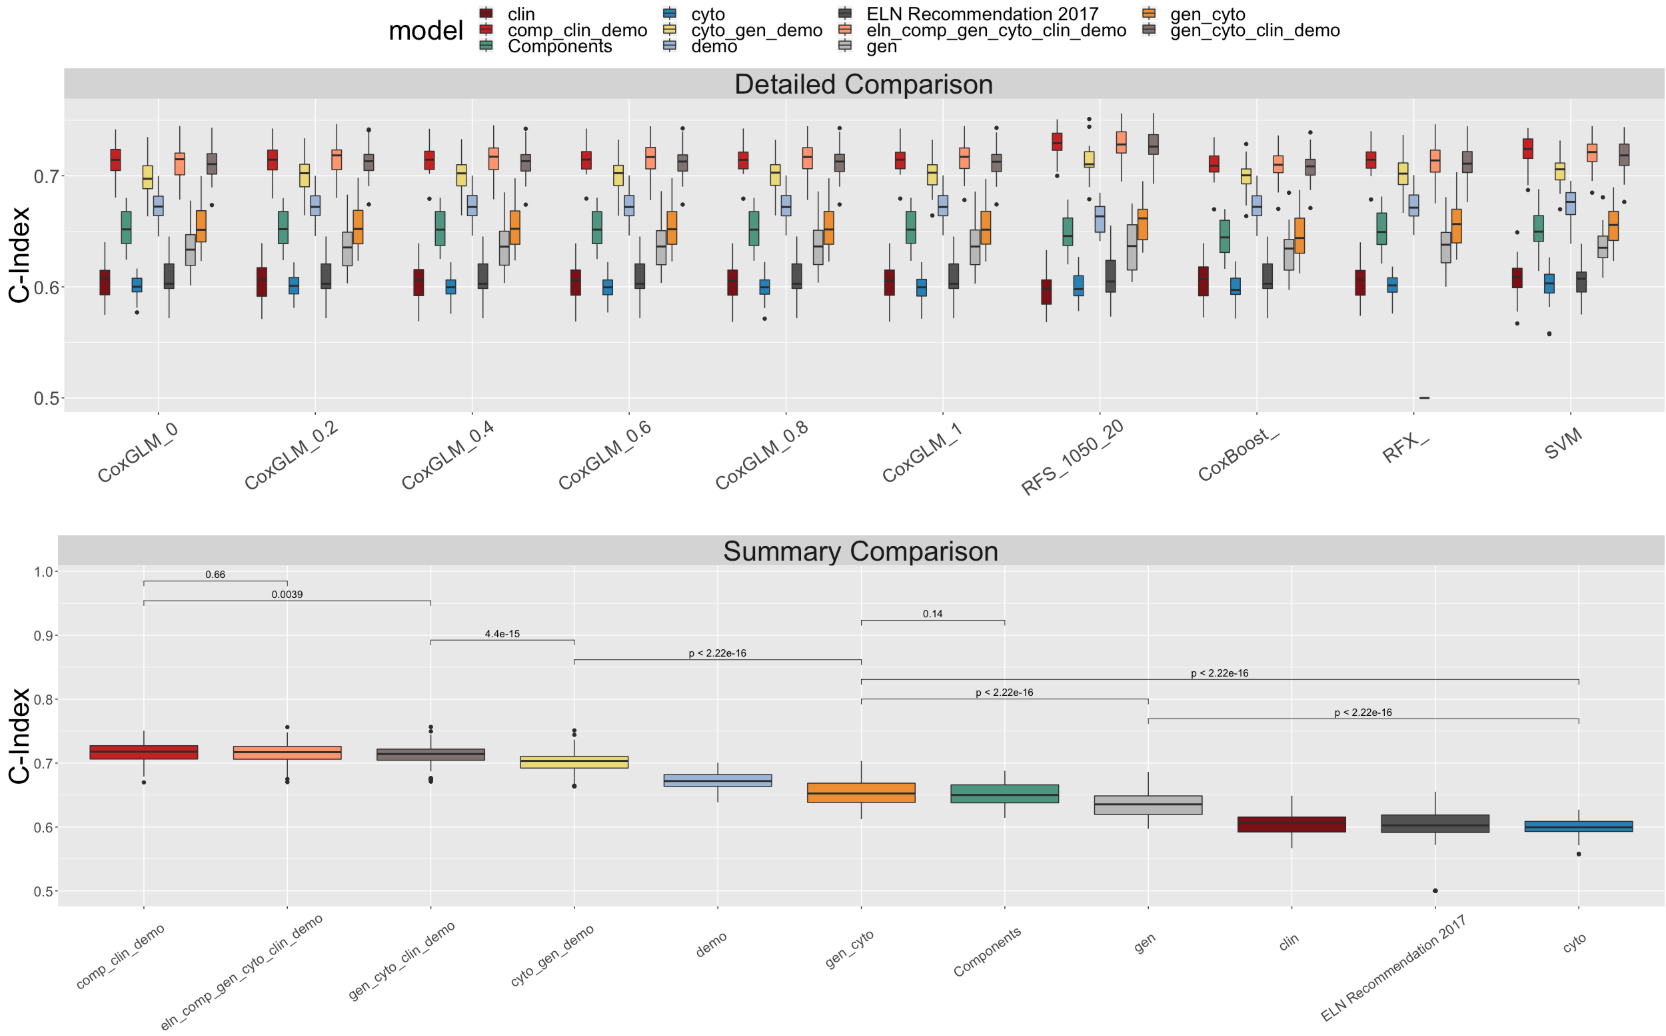 model
clin
cyto
ELN Recommendation 2017
gen_cyto
comp_clin_demo
cyto_gen_demo
eln_comp_gen_cyto_clin_demo
gen_cyto_clin_demo
Components
demo
gen
Detailed Comparison
C-Index
0.7
0.6
0.5
CoxGLM_0
CoxGLM_0.2
CoxGLM_0.4
CoxGLM_0.6
CoxGLM_0.8
CoxGLM_1
RFS_1050_20
CoxBoost_
RFX_
SVM
Summary Comparison
C-Index
1.0
0.9
0.8
0.7
0.6
0.5
0.66
0.0039
4.4e-15
p < 2.22e-16
0.14
p < 2.22e-16
p < 2.22e-16
p < 2.22e-16
comp_clin_demo
eln_comp_gen_cyto_clin_demo
gen_cyto_clin_demo
cyto_gen_demo
demo
gen_cyto
Components
gen
clin
ELN Recommendation 2017
cyto